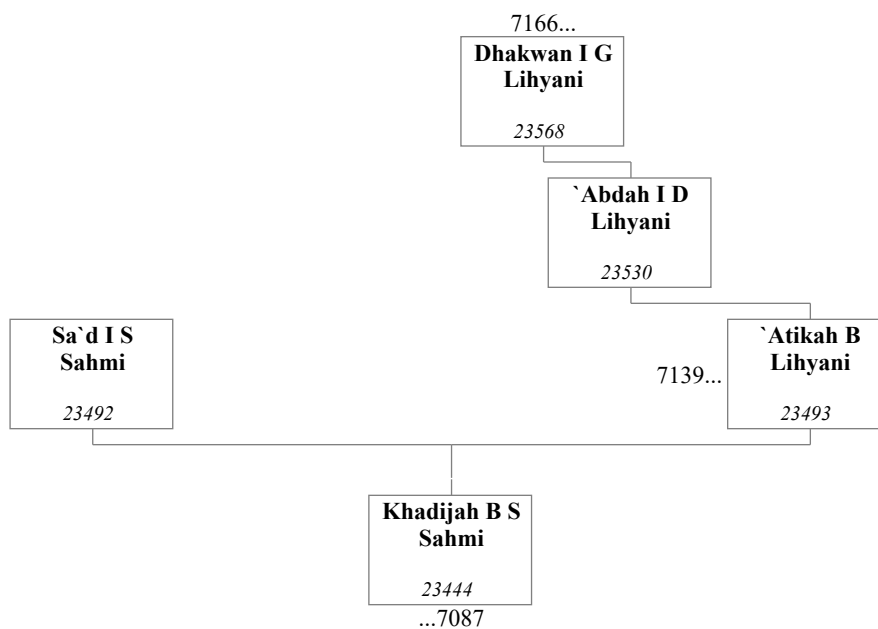 7166...
Dhakwan I G
Lihyani
23568
`Abdah I D
Lihyani
23530
Sa`d I S
Sahmi
23492
7139...
`Atikah B
Lihyani
23493
Khadijah B S
Sahmi
23444
...7087